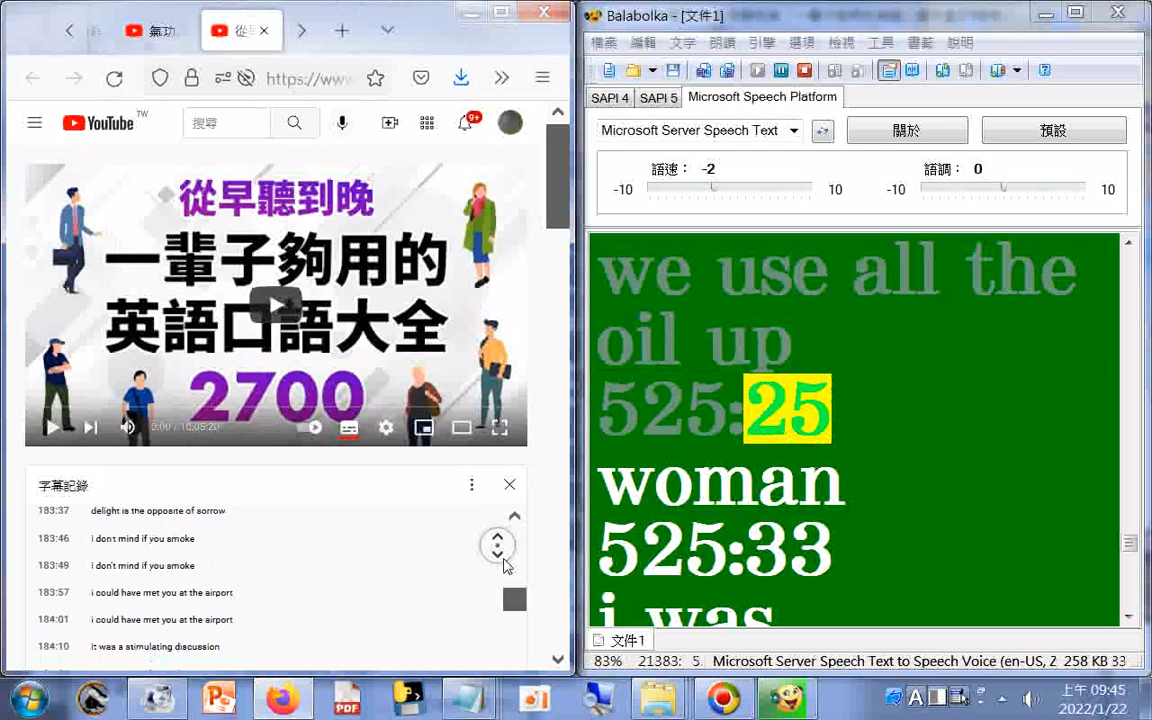 氣功
從
https://www
YouTube TW
搜尋
9+
從早聽到晚
一輩子夠用的
英語口語大全
2700
0:00 / 10:05:20
字幕記錄
183:37 delight is the opposite of sorrow
183:46 i dont mind if you smoke
183:49 i don't mind if you smoke
183:57 i could have met you at the airport
184:01 i could have met you at the airport
184:10 it was a stimulating discussion
Balabolka - [文件1]
檔案 編輯 文字 朗讀 引擎 選項 檢視 工具 書籤 說明
SAPI 4 SAPI 5 Microsoft Speech Platform
Microsoft Server Speech Text
關於
預設
語速： -2
語調： 0
-10 10 -10 10
we use all the
oil up
525:25
woman
525:33
i was
文件1
83% 21383: 5. Microsoft Server Speech Text to Speech Voice (en-US, Z 258 KB 33
PDF
A
上午 09:45
2022/1/22